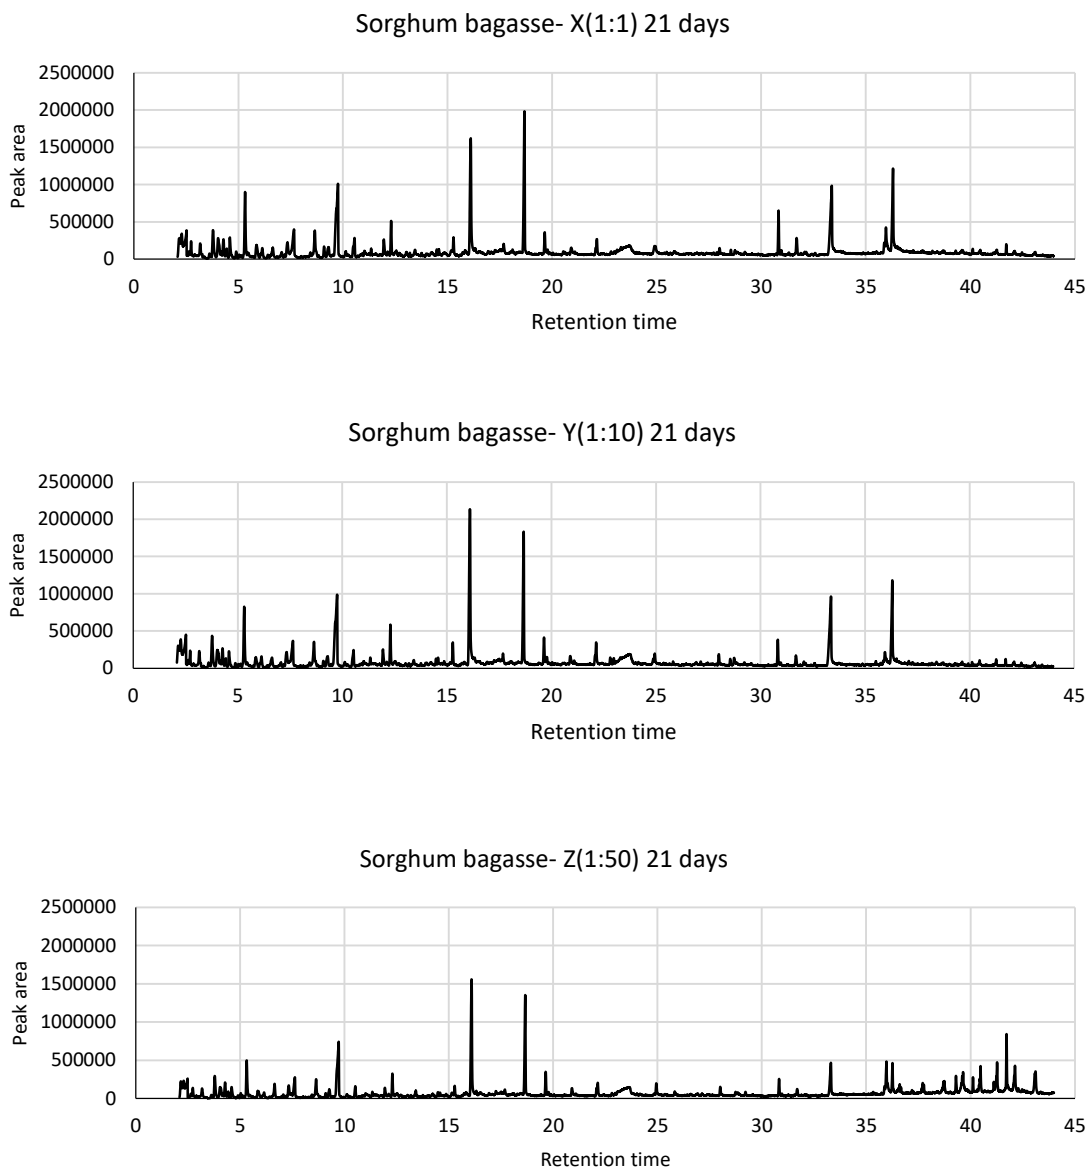 Sorghum bagasse- X(1:1) 21 days
2500000
2000000
1500000
1000000
500000
0
Peak area
0 5 10 15 20 25 30 35 40 45
Retention time
Sorghum bagasse- Y(1:10) 21 days
2500000
2000000
1500000
1000000
500000
0
Peak area
0 5 10 15 20 25 30 35 40 45
Retention time
Sorghum bagasse- Z(1:50) 21 days
2500000
2000000
1500000
1000000
500000
0
Peak area
0 5 10 15 20 25 30 35 40 45
Retention time